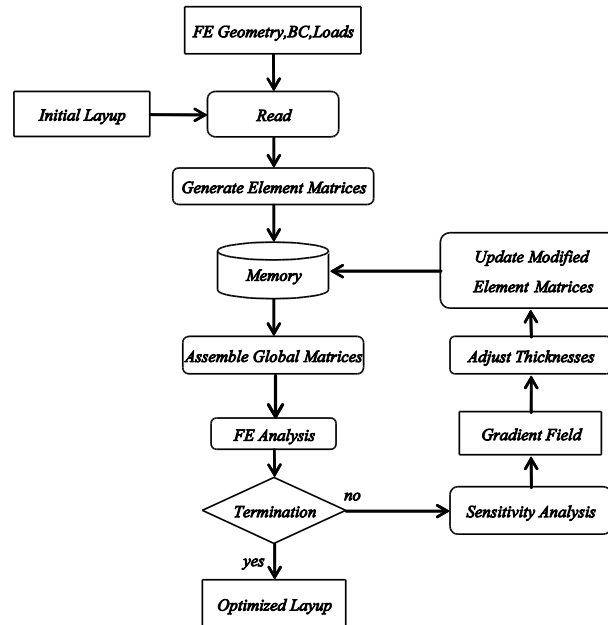 FE Geometry,BC,Loads
Initial Layup
Read
Generate Element Matrices
Memory
Update Modified
Element Matrices
Assemble Global Matrices
Adjust Thicknesses
FE Analysis
Gradient Field
Termination
no
Sensitivity Analysis
yes
Optimized Layup